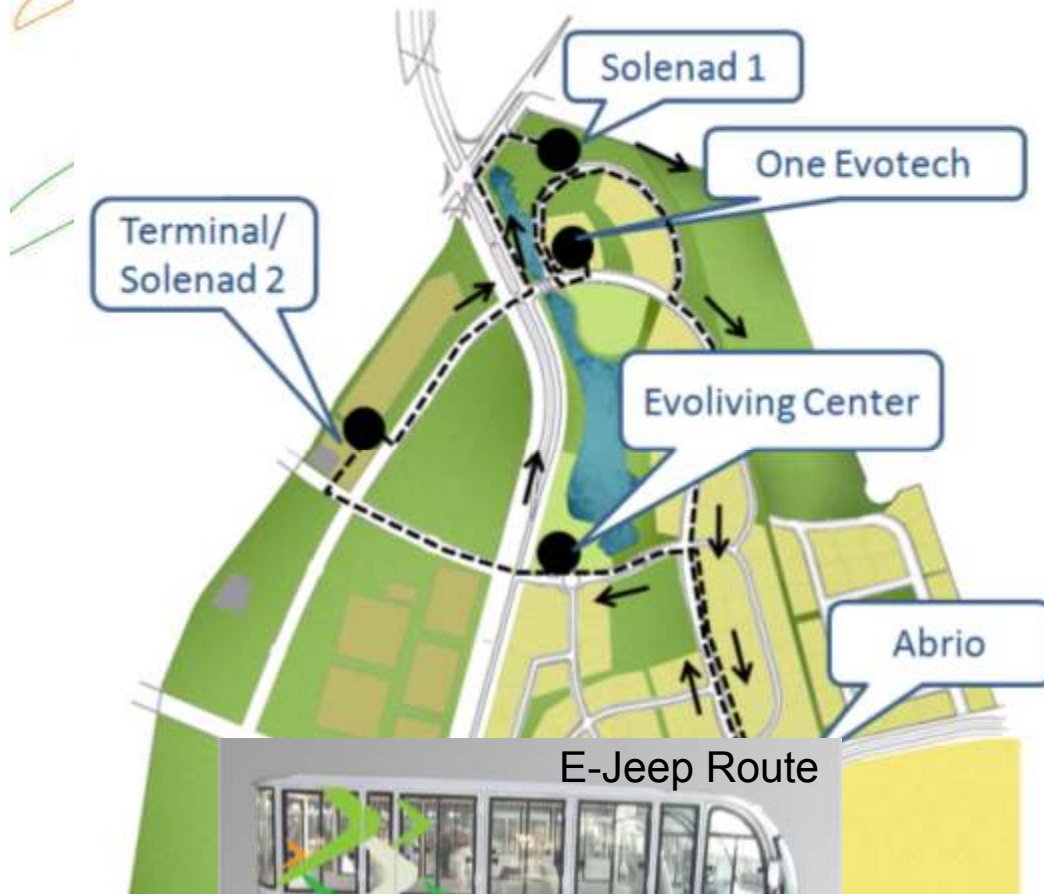 Solenad 1
One Evotech
Terminal/
Solenad 2
Evoliving Center
Abrio
E-Jeep Route